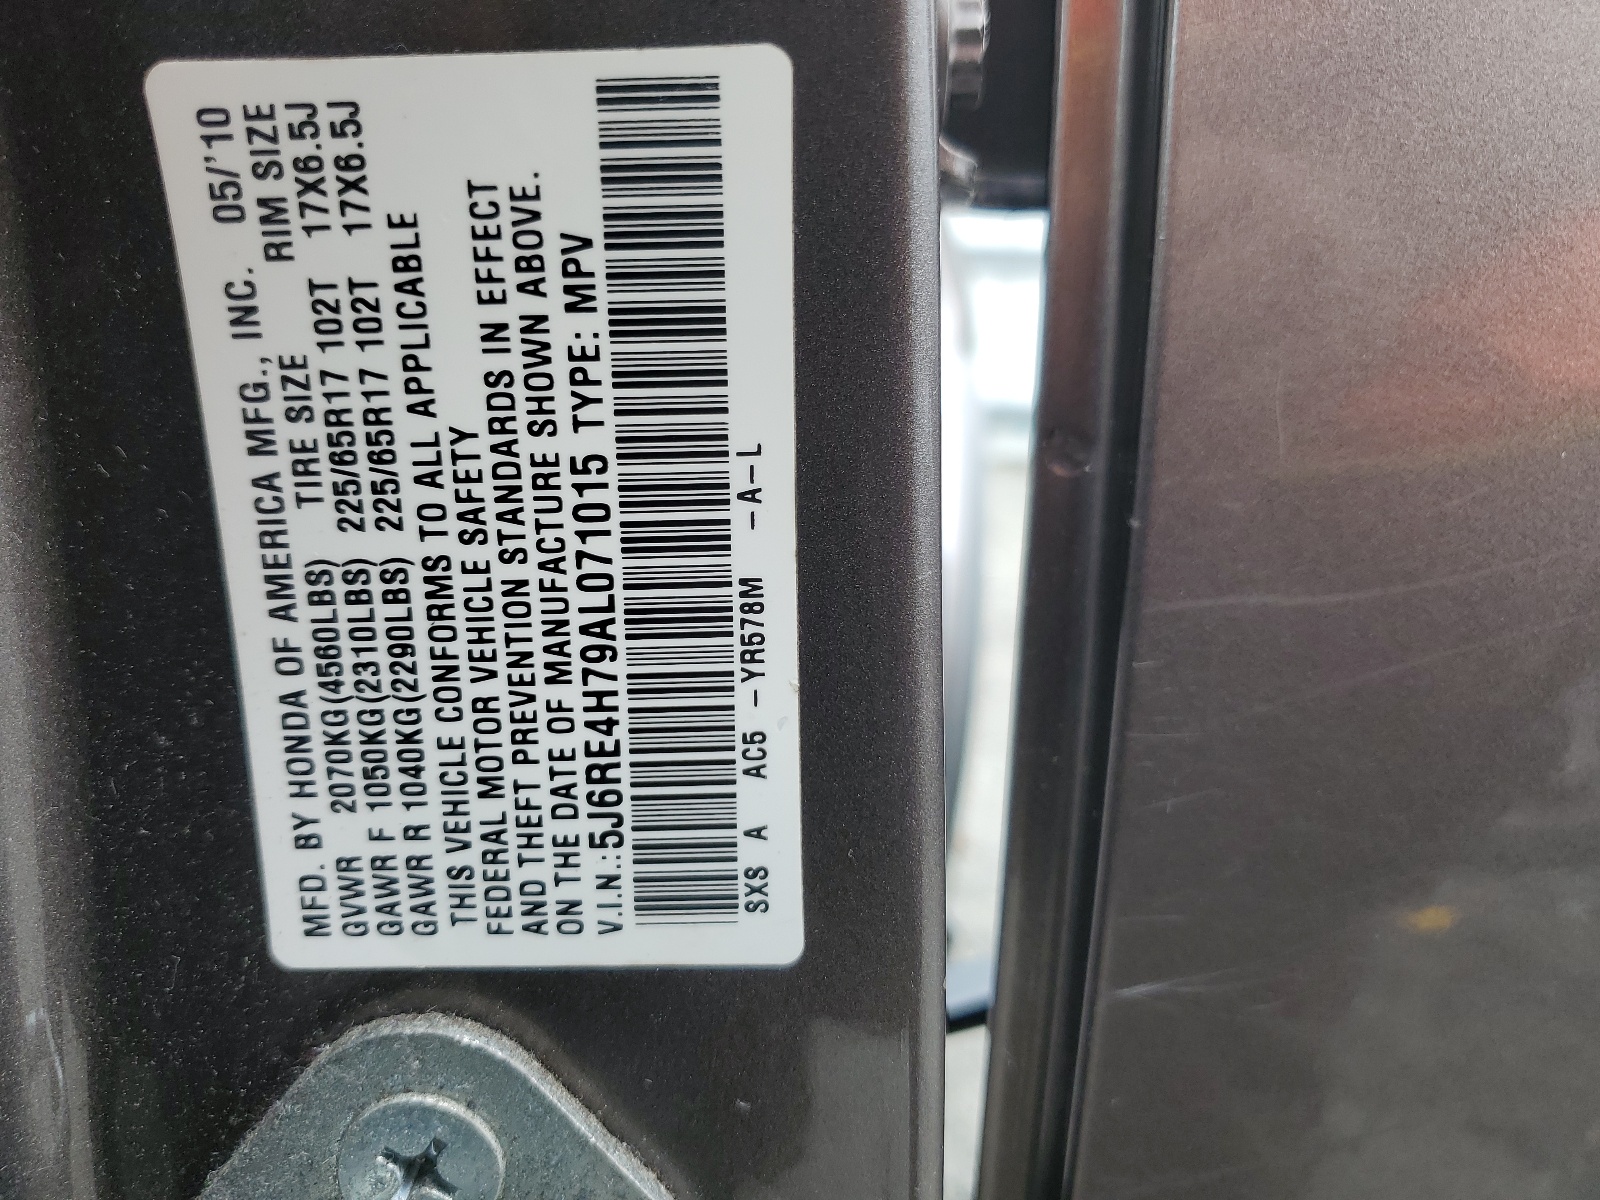 MFD. BY HONDA OF AMERICA MFG., INC. 05/'10
TIRE SIZE RIM SIZE
GVWR 2070KG(4560LBS)
GAWR F 1050KG(2310LBS) 225/65R17 102T 17X6.5J
GAWR R 1040KG(2290LBS) 225/65R17 102T 17X6.5J
THIS VEHICLE CONFORMS TO ALL APPLICABLE
FEDERAL MOTOR VEHICLE SAFETY
AND THEFT PREVENTION STANDARDS IN EFFECT
ON THE DATE OF MANUFACTURE SHOWN ABOVE.
V.I.N.:5J6RE4H79AL071015 TYPE: MPV
SXS A AC5 -YR578M -A-L